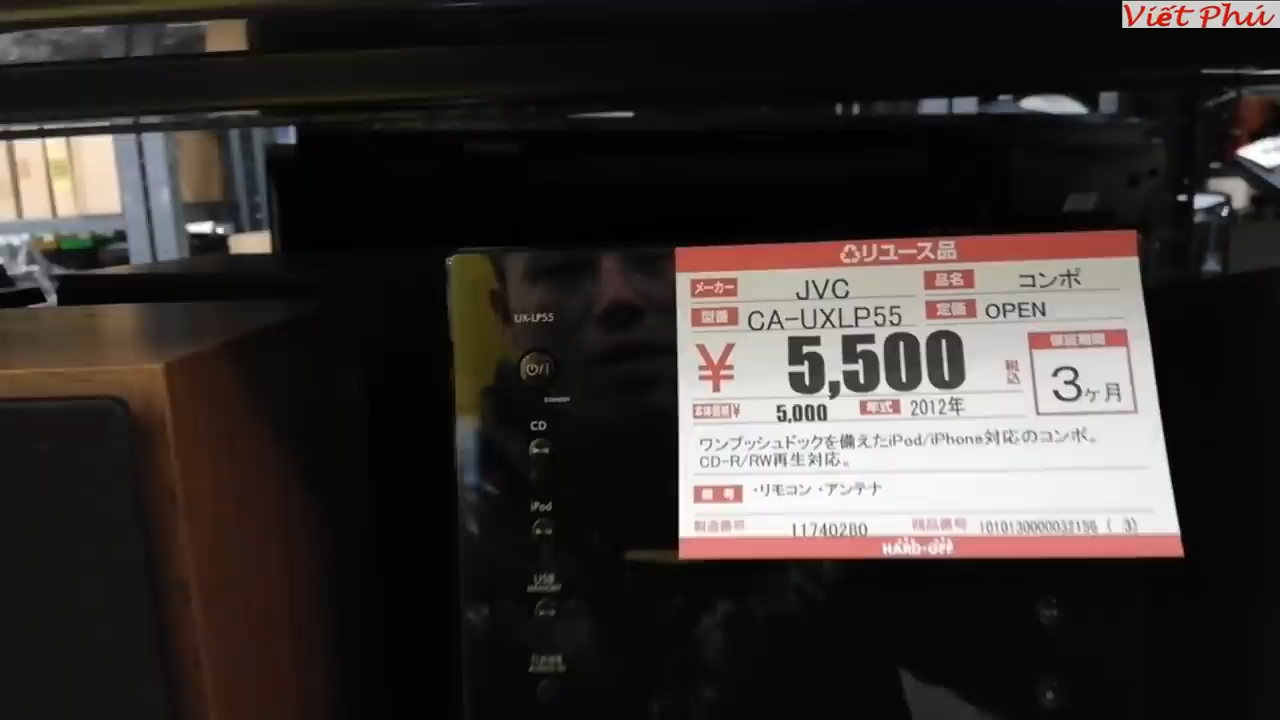 Viết Phú
リユース品
メーカー JVC 品名 コンポ
型番 CA-UXLP55 定価 OPEN
¥ 5,500 税込
保証期間
3ヶ月
本体価格¥ 5,000 年式 2012年
ワンプッシュドックを備えたiPod/iPhone対応のコンポ。
CD-R/RW再生対応。
備考 ・リモコン ・アンテナ
製造番号 11740280 商品番号 1010130000032156 ( 3)
HARD・OFF
UX-LP55
⏻/I
STANDBY
CD
iPod
USB
MEMORY